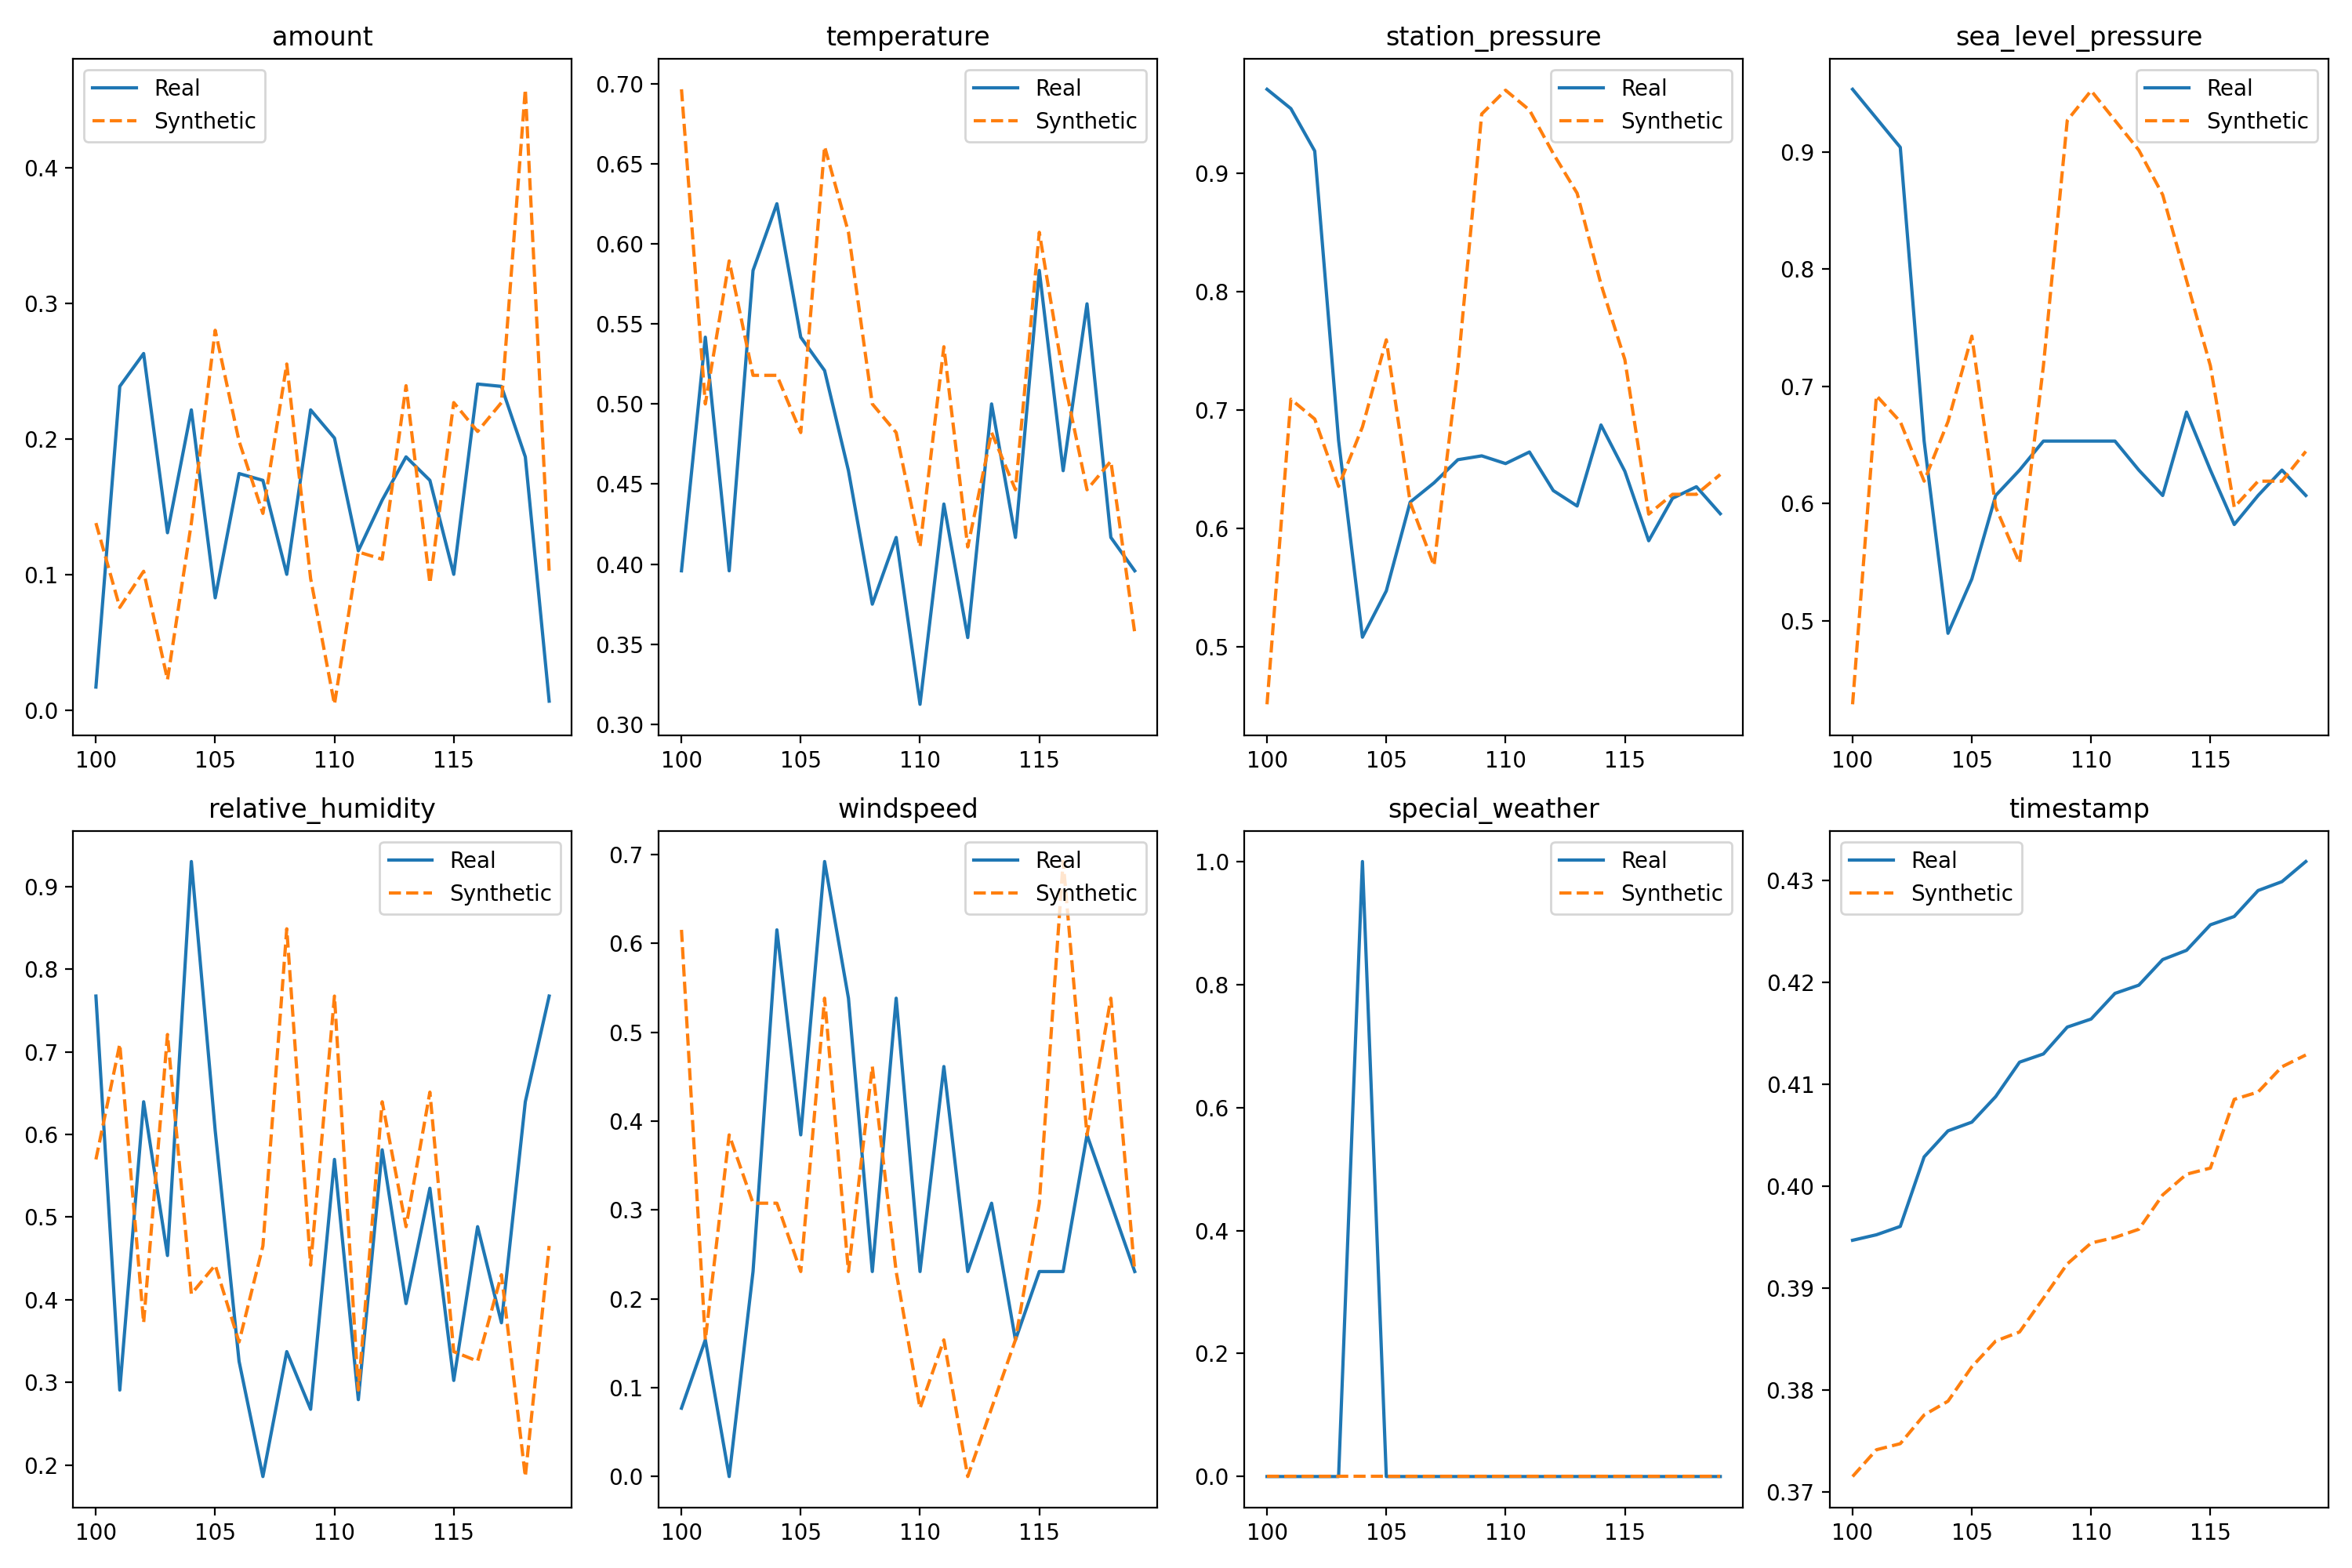 amount
Real
Synthetic
0.4
0.3
0.2
0.1
0.0
100 105 110 115
temperature
Real
Synthetic
0.70
0.65
0.60
0.55
0.50
0.45
0.40
0.35
0.30
100 105 110 115
station_pressure
Real
Synthetic
0.9
0.8
0.7
0.6
0.5
100 105 110 115
sea_level_pressure
Real
Synthetic
0.9
0.8
0.7
0.6
0.5
100 105 110 115
relative_humidity
Real
Synthetic
0.9
0.8
0.7
0.6
0.5
0.4
0.3
0.2
100 105 110 115
windspeed
Real
Synthetic
0.7
0.6
0.5
0.4
0.3
0.2
0.1
0.0
100 105 110 115
special_weather
Real
Synthetic
1.0
0.8
0.6
0.4
0.2
0.0
100 105 110 115
timestamp
Real
Synthetic
0.43
0.42
0.41
0.40
0.39
0.38
0.37
100 105 110 115